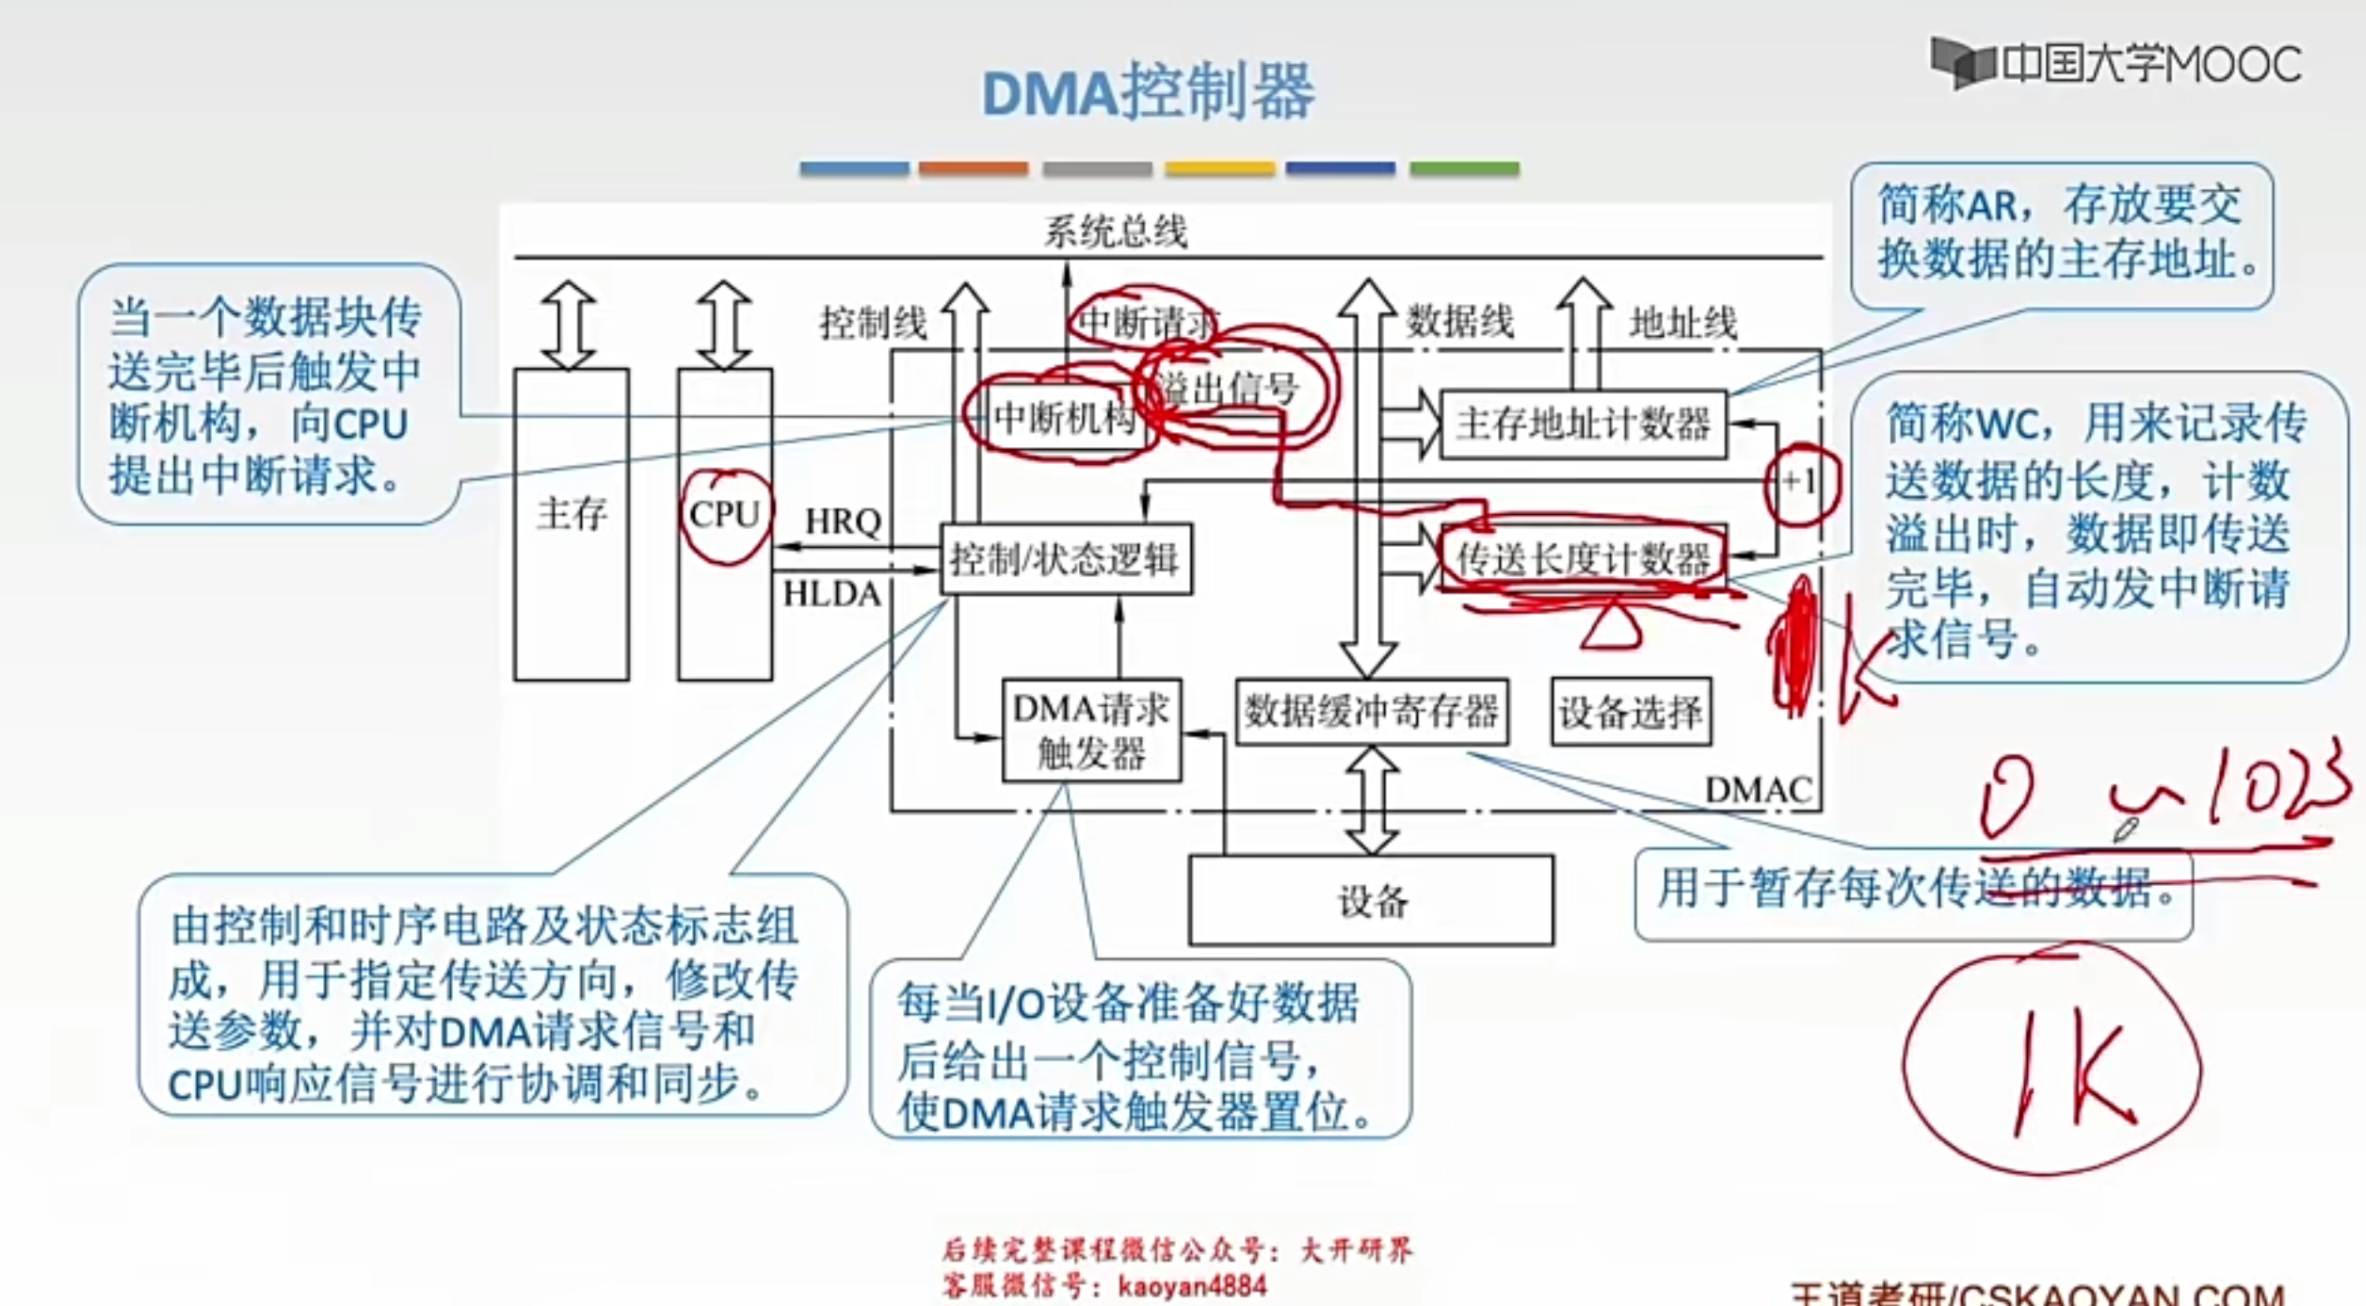 中国大学MOOC
DMA控制器
简称AR，存放要交
换数据的主存地址。
系统总线
当一个数据块传
送完毕后触发中
断机构，向CPU
提出中断请求。
控制线
中断请求
数据线
地址线
溢出信号
中断机构
主存地址计数器
简称WC，用来记录传
送数据的长度，计数
溢出时，数据即传送
完毕，自动发中断请
求信号。
+1
主存
CPU
HRQ
HLDA
控制/状态逻辑
传送长度计数器
K
DMA请求
触发器
数据缓冲寄存器
设备选择
DMAC
0 ~ 1023
设备
用于暂存每次传送的数据。
由控制和时序电路及状态标志组
成，用于指定传送方向，修改传
送参数，并对DMA请求信号和
CPU响应信号进行协调和同步。
每当I/O设备准备好数据
后给出一个控制信号，
使DMA请求触发器置位。
1K
后续完整课程微信公众号：大开研界
客服微信号：kaoyan4884
王道考研/CSKAOYAN.COM